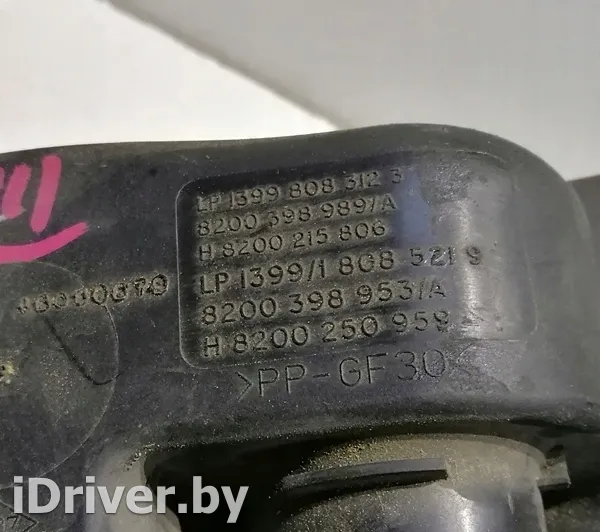 LP 1399 808 312 3
8200 398 989/A
H 8200 215 806
LP 1399/1 808 521 9
8200 398 953/A
H 8200 250 959
>PP-GF30<
iDriver.by